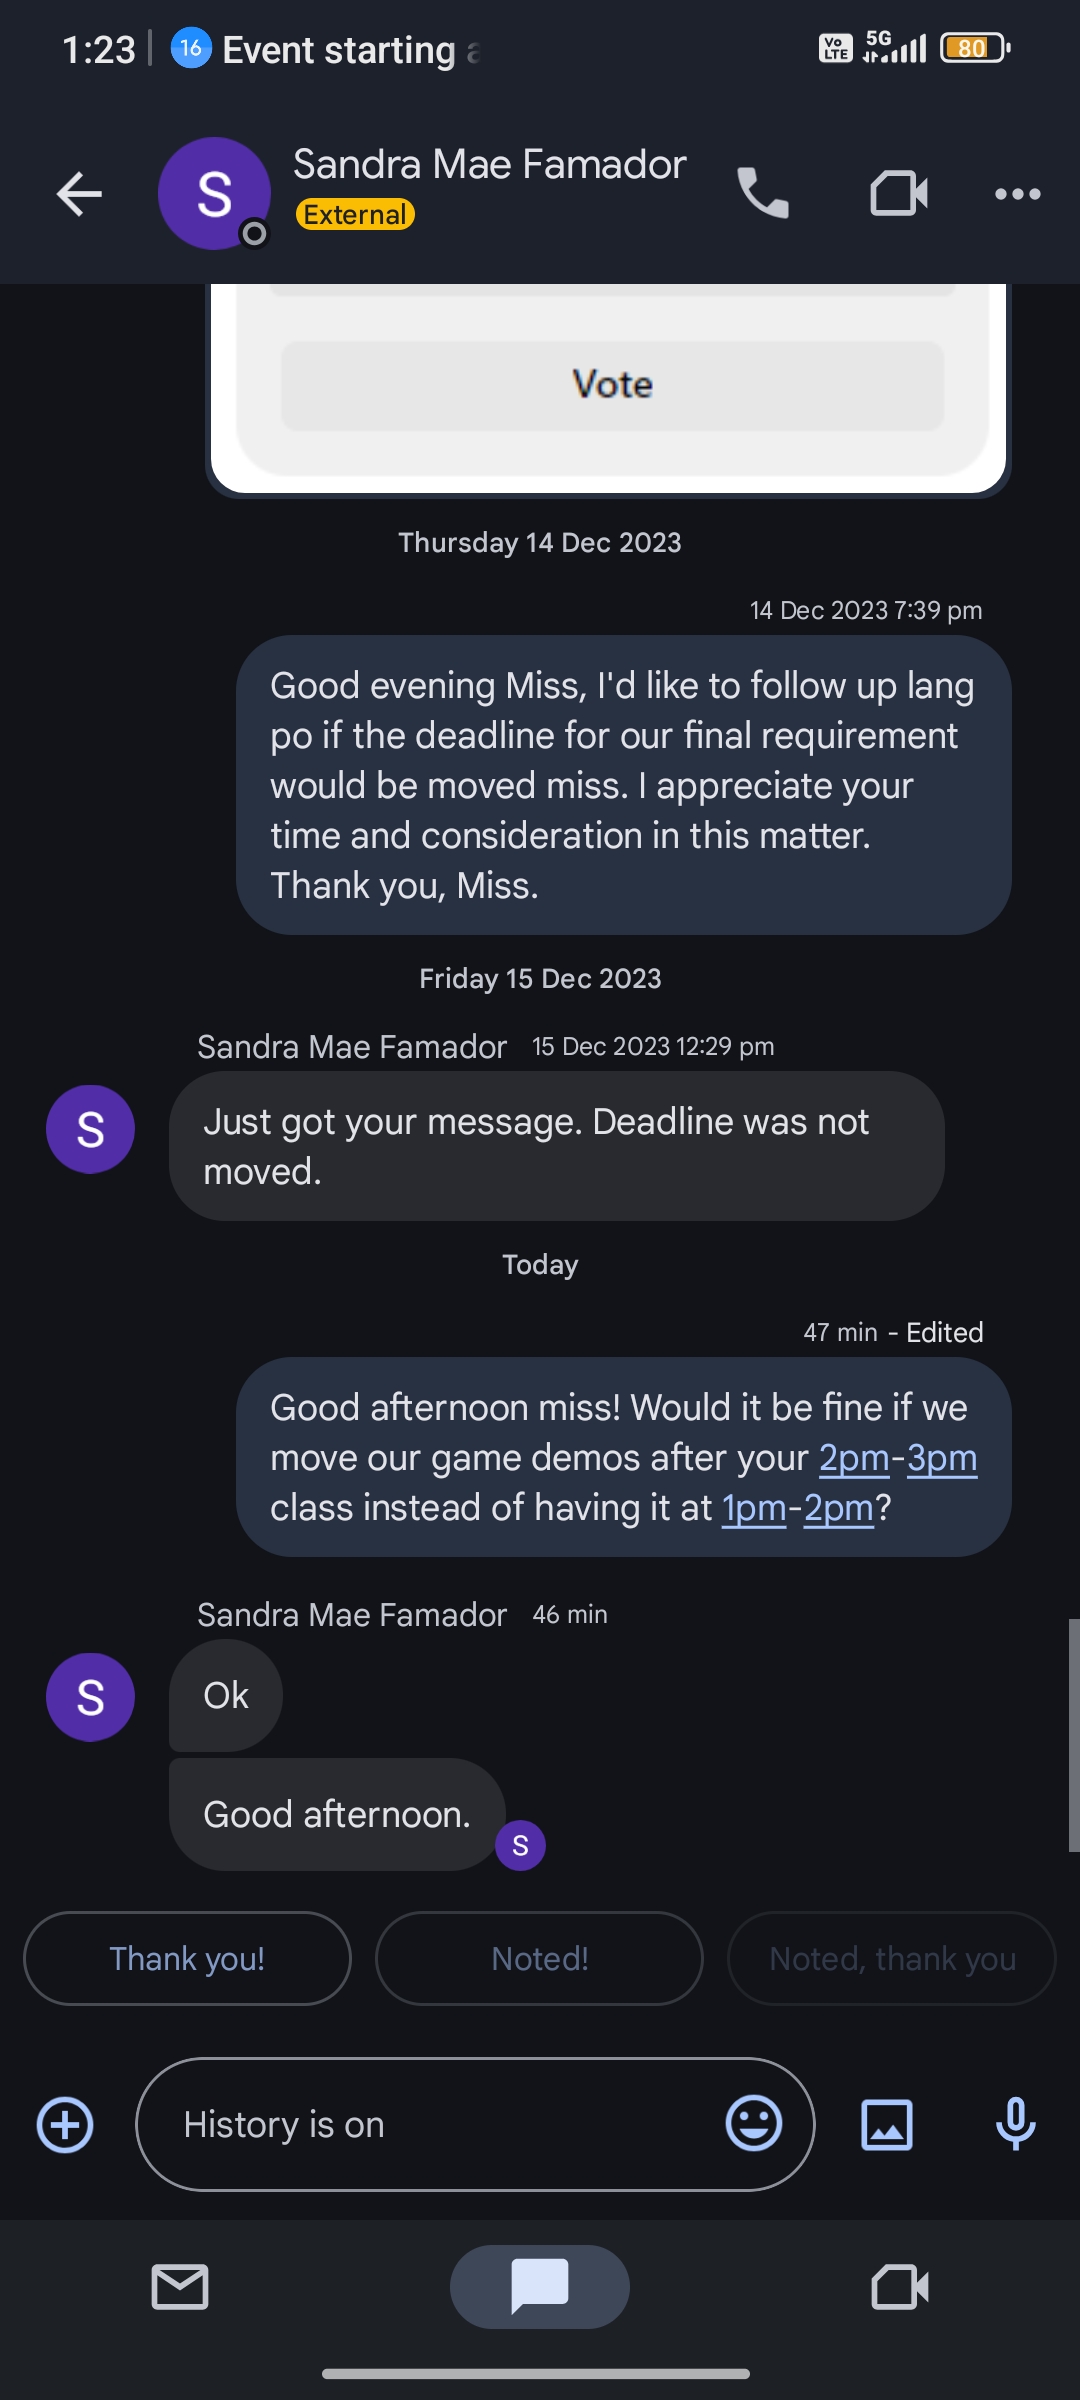 1:23
16
Event starting
Vo
LTE
5G
80
S
Sandra Mae Famador
External
Vote
Thursday 14 Dec 2023
14 Dec 2023 7:39 pm
Good evening Miss, I'd like to follow up lang
po if the deadline for our final requirement
would be moved miss. I appreciate your
time and consideration in this matter.
Thank you, Miss.
Friday 15 Dec 2023
Sandra Mae Famador 15 Dec 2023 12:29 pm
S
Just got your message. Deadline was not
moved.
Today
47 min - Edited
Good afternoon miss! Would it be fine if we
move our game demos after your 2pm-3pm
class instead of having it at 1pm-2pm?
Sandra Mae Famador 46 min
S
Ok
Good afternoon.
S
Thank you!
Noted!
Noted, thank you
History is on